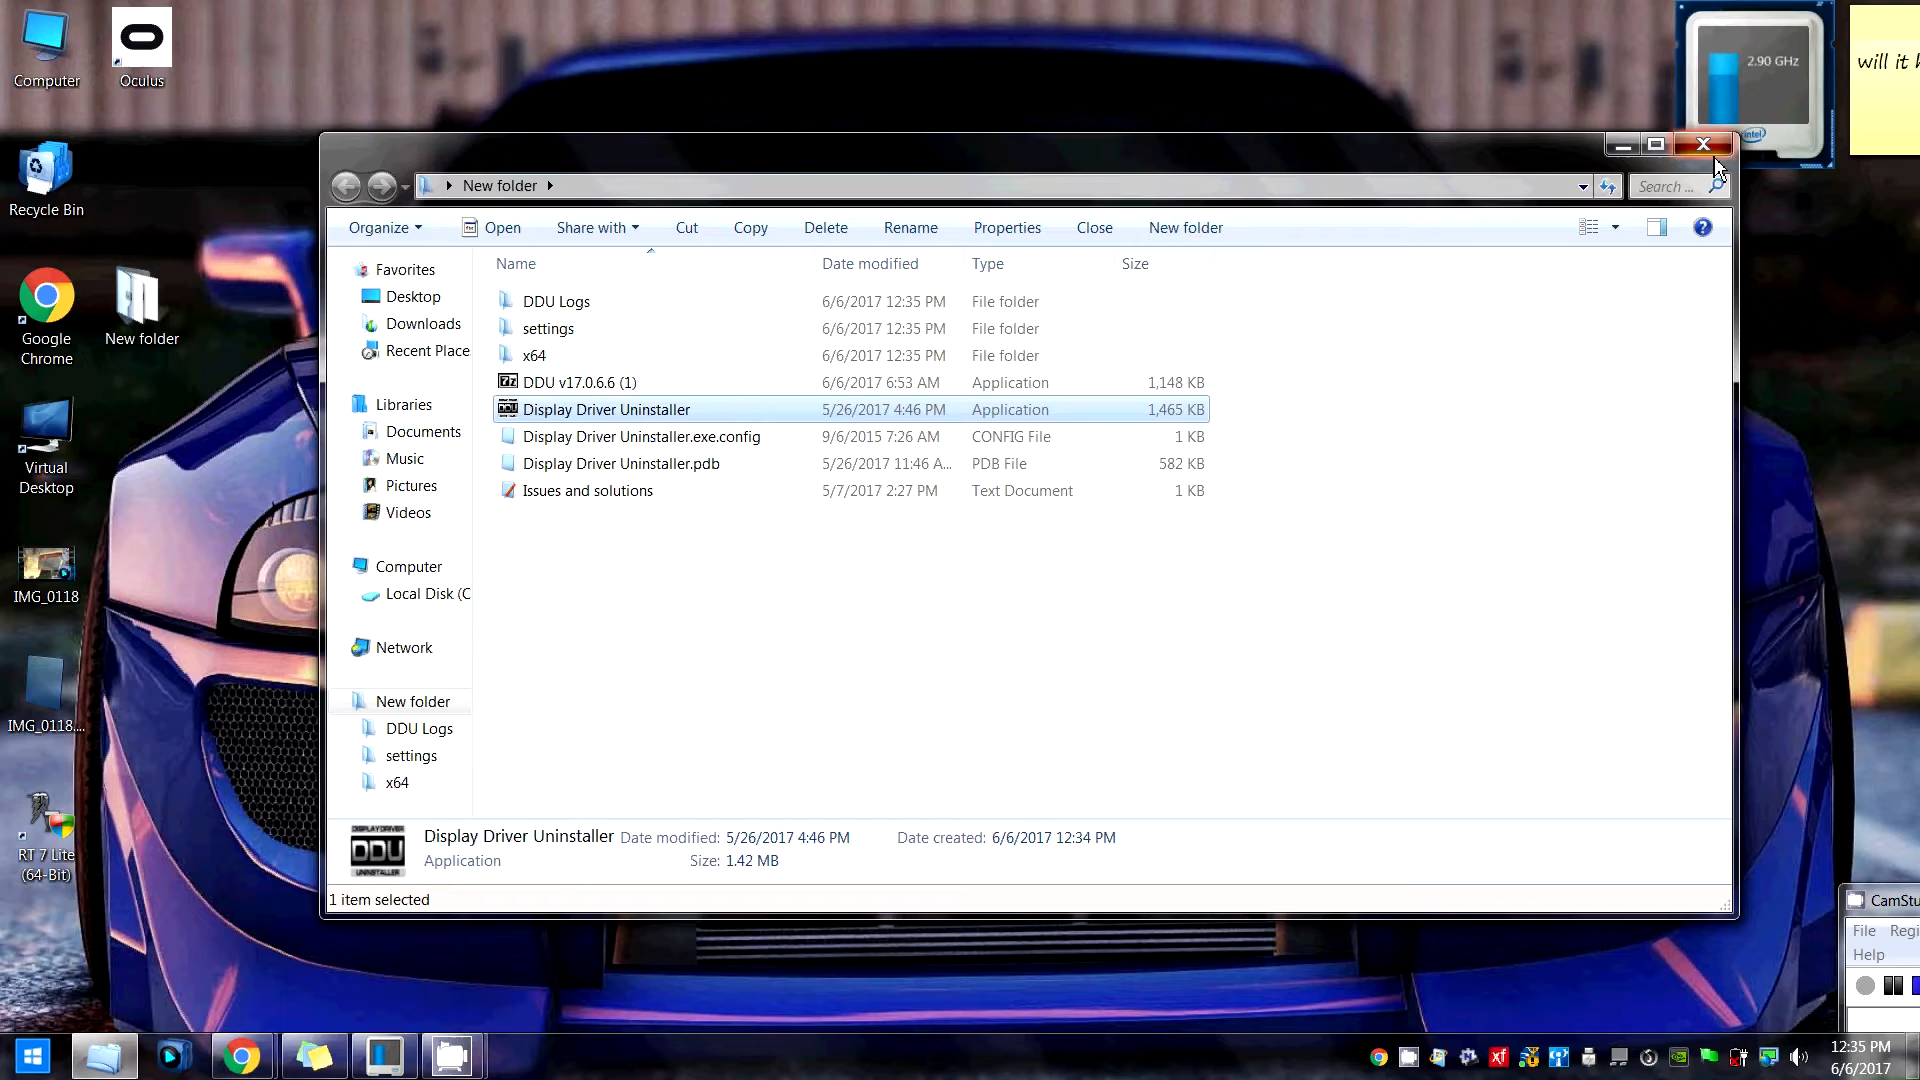 Computer
Oculus
Recycle Bin
Google
Chrome
New folder
Virtual
Desktop
IMG_0118
IMG_0118....
RT 7 Lite
(64-Bit)
2.90 GHz
intel
will it
New folder
Search ...
Organize
Open
Share with
Cut
Copy
Delete
Rename
Properties
Close
New folder
Favorites
Desktop
Downloads
Recent Place
Libraries
Documents
Music
Pictures
Videos
Computer
Local Disk (C
Network
New folder
DDU Logs
settings
x64
Name Date modified Type Size
DDU Logs 6/6/2017 12:35 PM File folder
settings 6/6/2017 12:35 PM File folder
x64 6/6/2017 12:35 PM File folder
DDU v17.0.6.6 (1) 6/6/2017 6:53 AM Application 1,148 KB
Display Driver Uninstaller 5/26/2017 4:46 PM Application 1,465 KB
Display Driver Uninstaller.exe.config 9/6/2015 7:26 AM CONFIG File 1 KB
Display Driver Uninstaller.pdb 5/26/2017 11:46 A... PDB File 582 KB
Issues and solutions 5/7/2017 2:27 PM Text Document 1 KB
DISPLAY DRIVER
DDU
UNINSTALLER
Display Driver Uninstaller Date modified: 5/26/2017 4:46 PM Date created: 6/6/2017 12:34 PM
Application Size: 1.42 MB
1 item selected
CamStu
File Regi
Help
xf
12:35 PM
6/6/2017